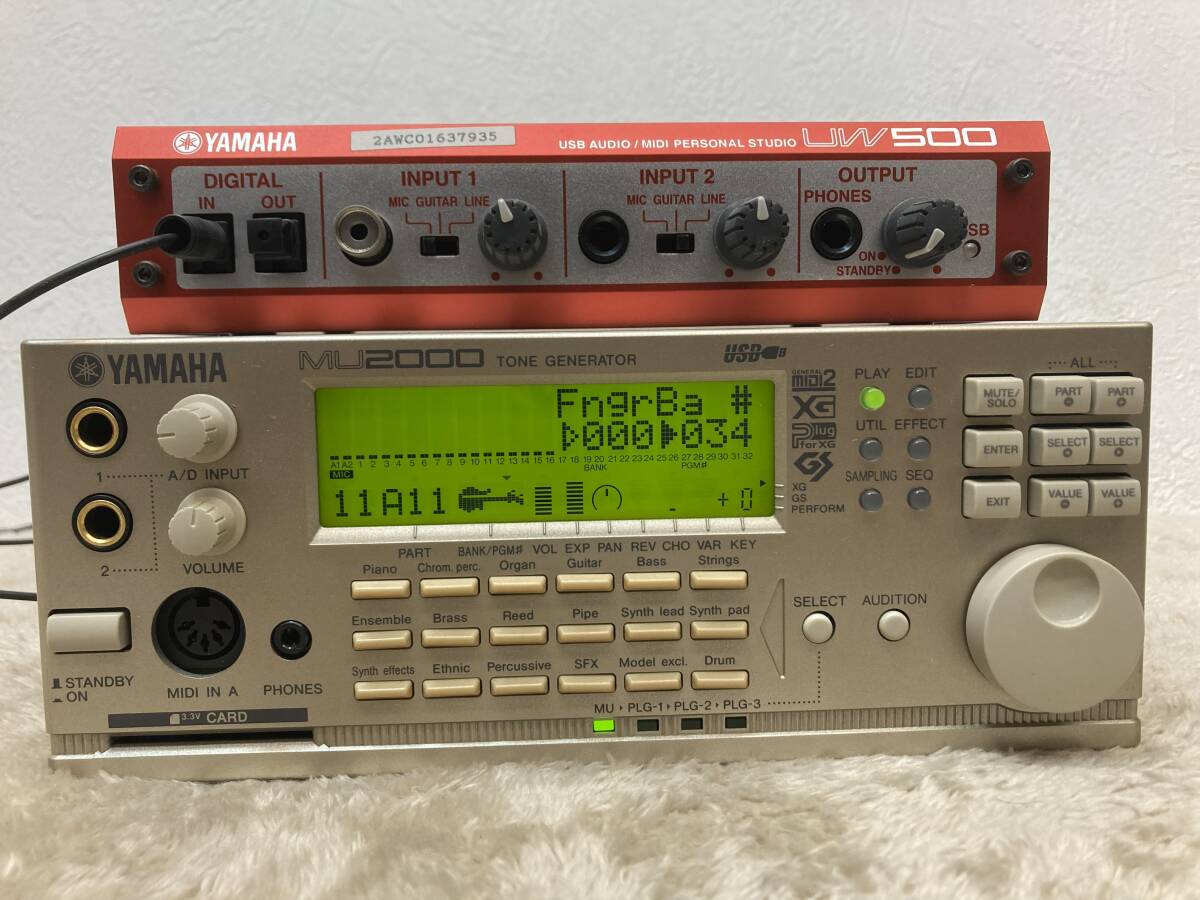 YAMAHA 2AWC01637935 USB AUDIO / MIDI PERSONAL STUDIO UW500
DIGITAL INPUT 1 INPUT 2 OUTPUT
IN OUT MIC GUITAR LINE MIC GUITAR LINE PHONES
ON
STANDBY
YAMAHA MU2000 TONE GENERATOR USB
ALL
FngrBa #
000 034
A1 A2 1 2 3 4 5 6 7 8 9 10 11 12 13 14 15 16 17 18 19 20 21 22 23 24 25 26 27 28 29 30 31 32
MIC BANK PGM#
11A11 + 0
GENERAL MIDI2
XG
Plug for XG
GS
XG
GS
PERFORM
PLAY EDIT
UTIL EFFECT
SAMPLING SEQ
MUTE/SOLO PART - PART +
ENTER SELECT SELECT
EXIT VALUE - VALUE +
1 A/D INPUT
2 VOLUME
PART BANK/PGM# VOL EXP PAN REV CHO VAR KEY
Piano Chrom. perc. Organ Guitar Bass Strings
Ensemble Brass Reed Pipe Synth lead Synth pad
Synth effects Ethnic Percussive SFX Model excl. Drum
SELECT AUDITION
STANDBY
ON
MIDI IN A PHONES
3.3V CARD
MU PLG-1 PLG-2 PLG-3